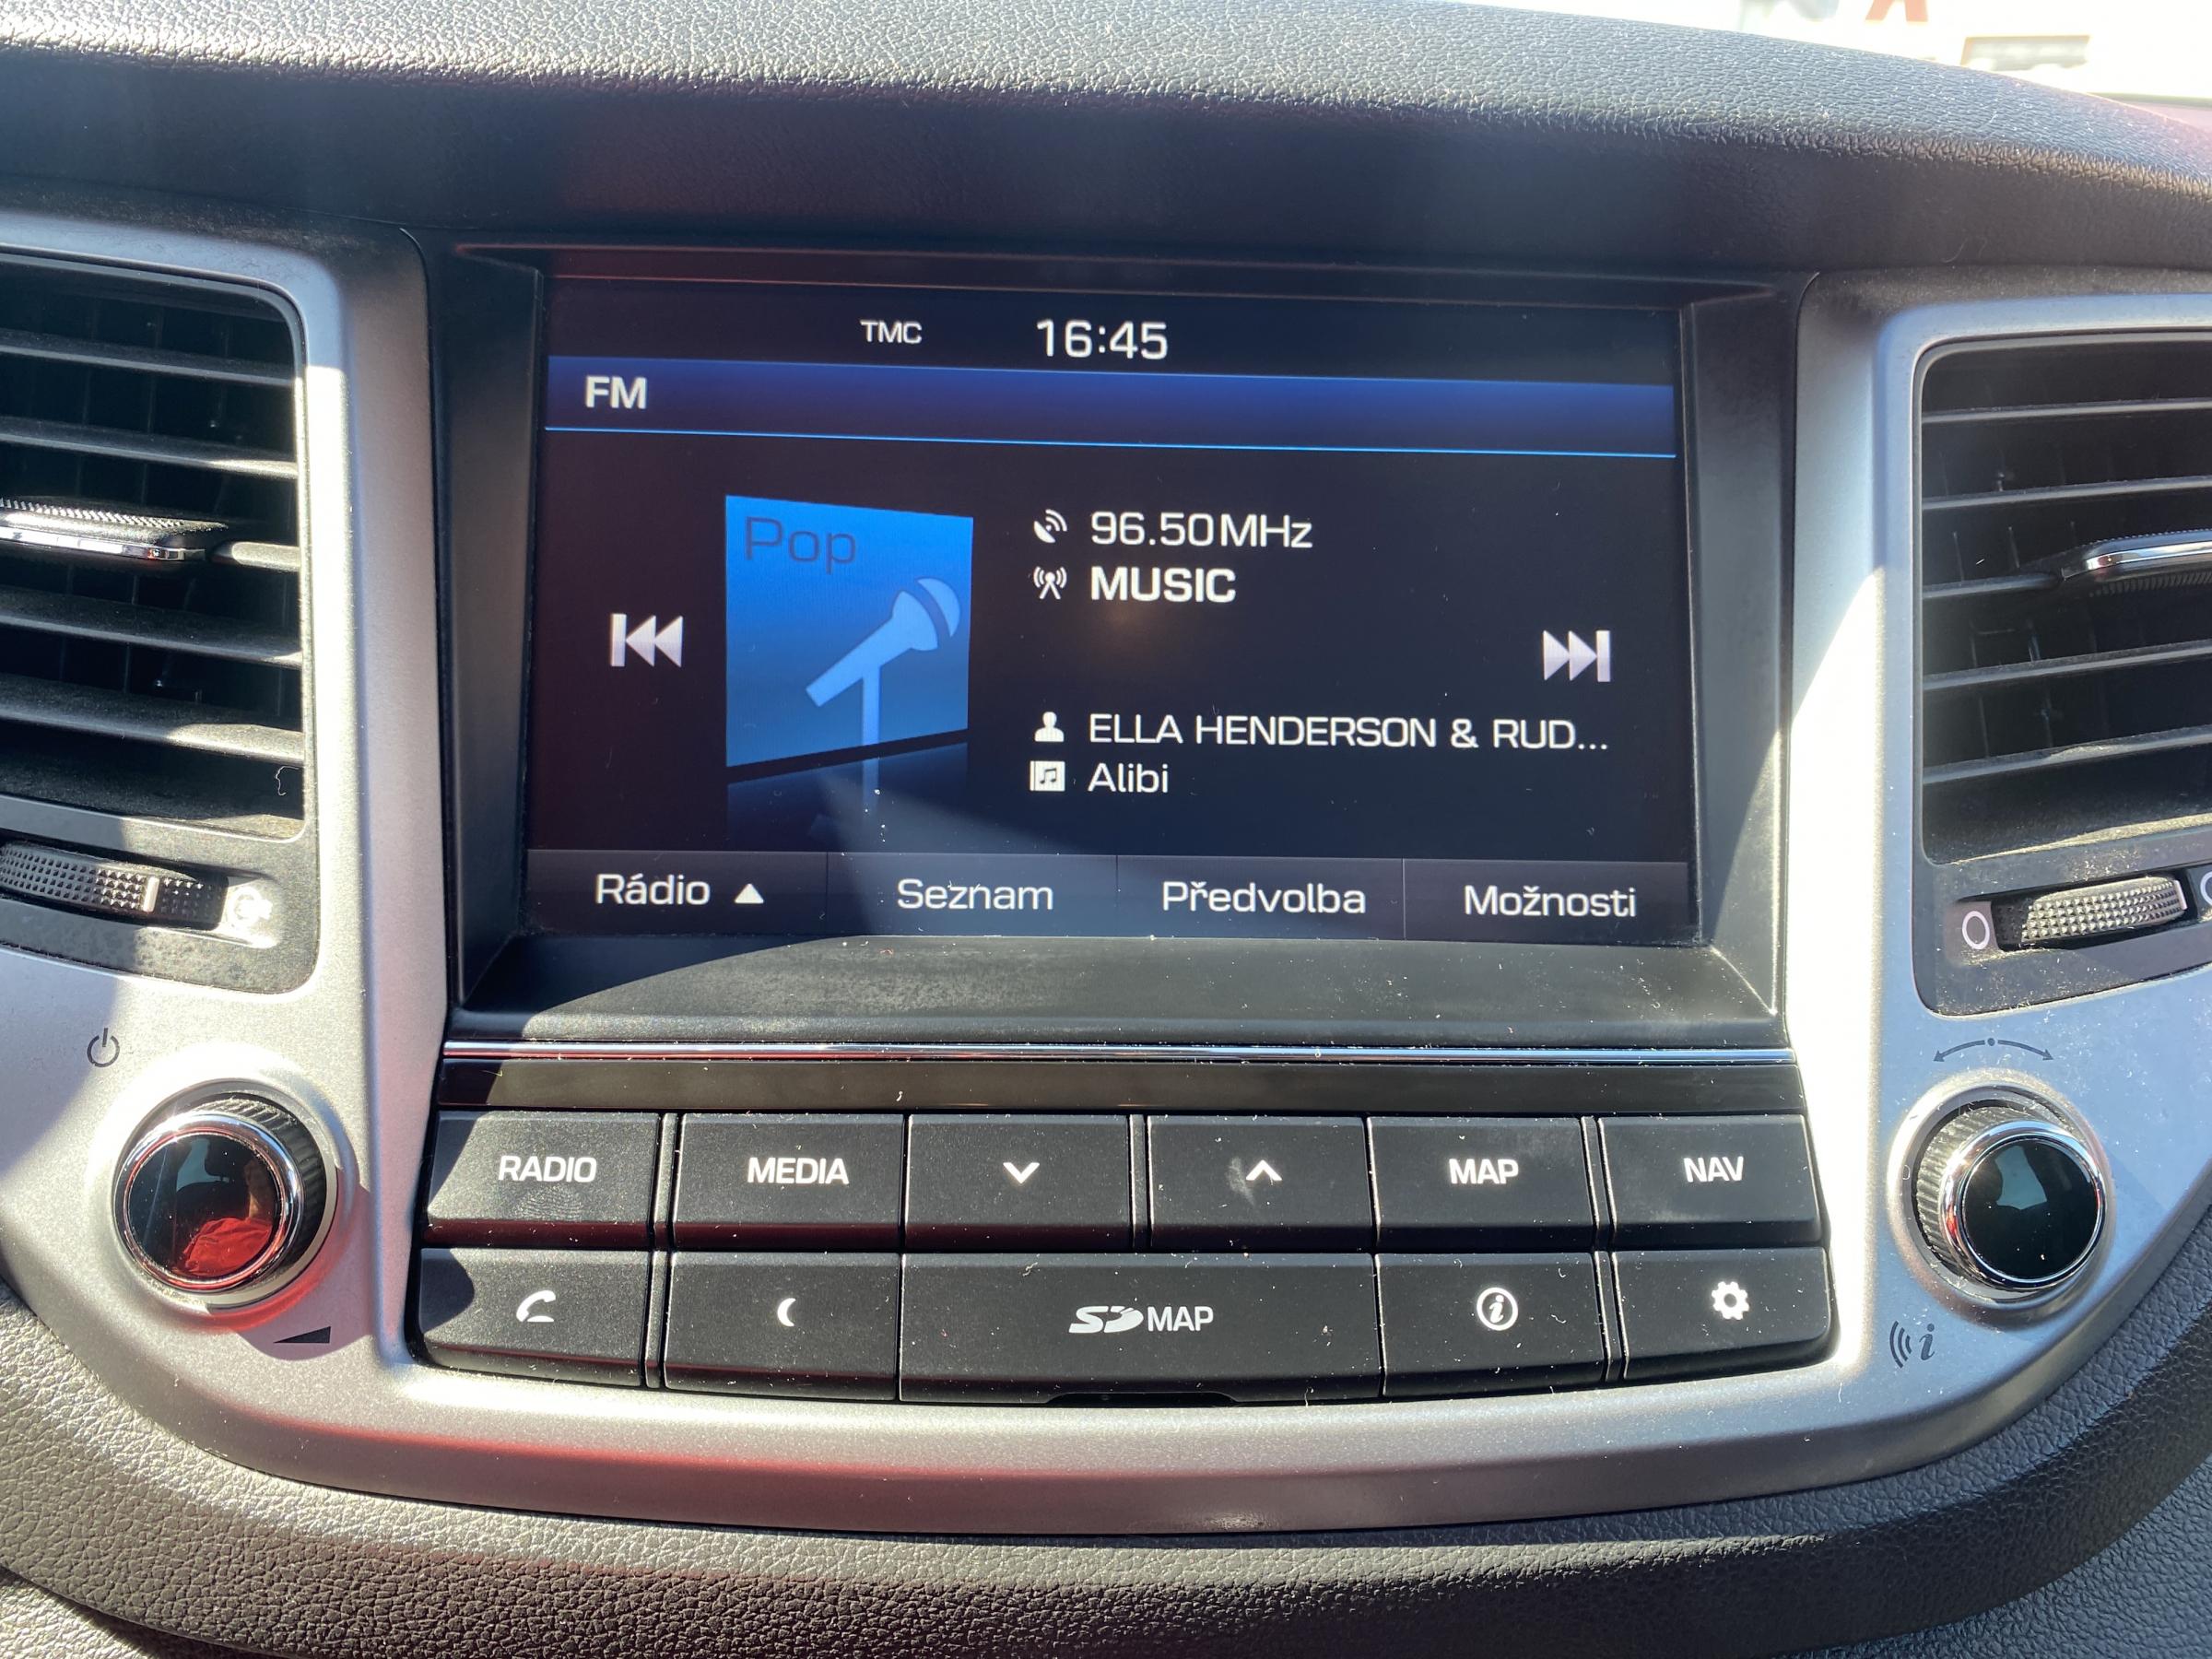 TMC 16:45
FM
Pop
96.50MHz
MUSIC
ELLA HENDERSON & RUD...
Alibi
Rádio ▲ Seznam Předvolba Možnosti
RADIO MEDIA MAP NAV
SD MAP i
i